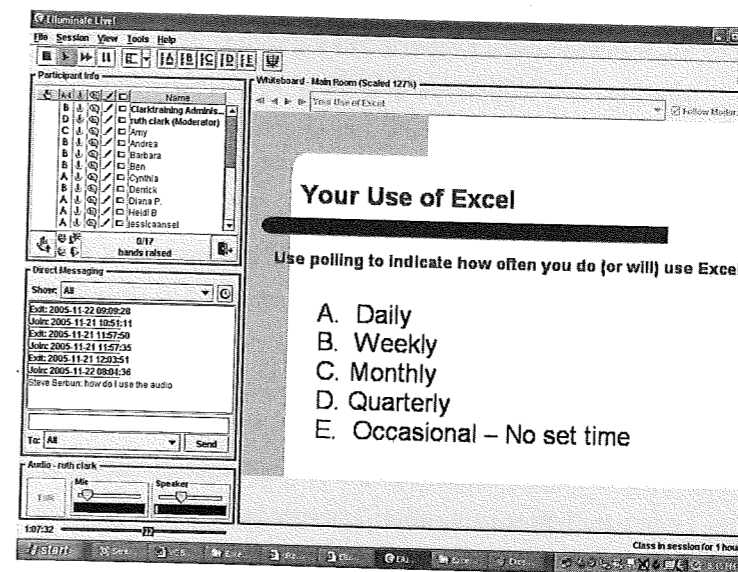 Elluminate Live!
File Session View Tools Help
A B C D E
Participant Info
Name
B Clarktraining Adminis...
D ruth clark (Moderator)
C Amy
B Andrea
B Barbara
B Ben
A Cynthia
B Derrick
A Diana P.
A Heidi B
A jessicaansel
0/17
hands raised
Direct Messaging
Show: All
Exit: 2005-11-22 09:09:28
Join: 2005-11-21 10:51:11
Exit: 2005-11-21 11:57:50
Join: 2005-11-21 11:57:35
Exit: 2005-11-21 12:03:51
Join: 2005-11-22 08:04:36
Steve Serbun: how do I use the audio
To: All Send
Audio - ruth clark
Mic Speaker
1:07:32
Whiteboard - Main Room (Scaled 127%)
Your Use of Excel Follow Moder
Your Use of Excel
Use polling to indicate how often you do (or will) use Excel
A. Daily
B. Weekly
C. Monthly
D. Quarterly
E. Occasional – No set time
Class in session for 1 hour
start